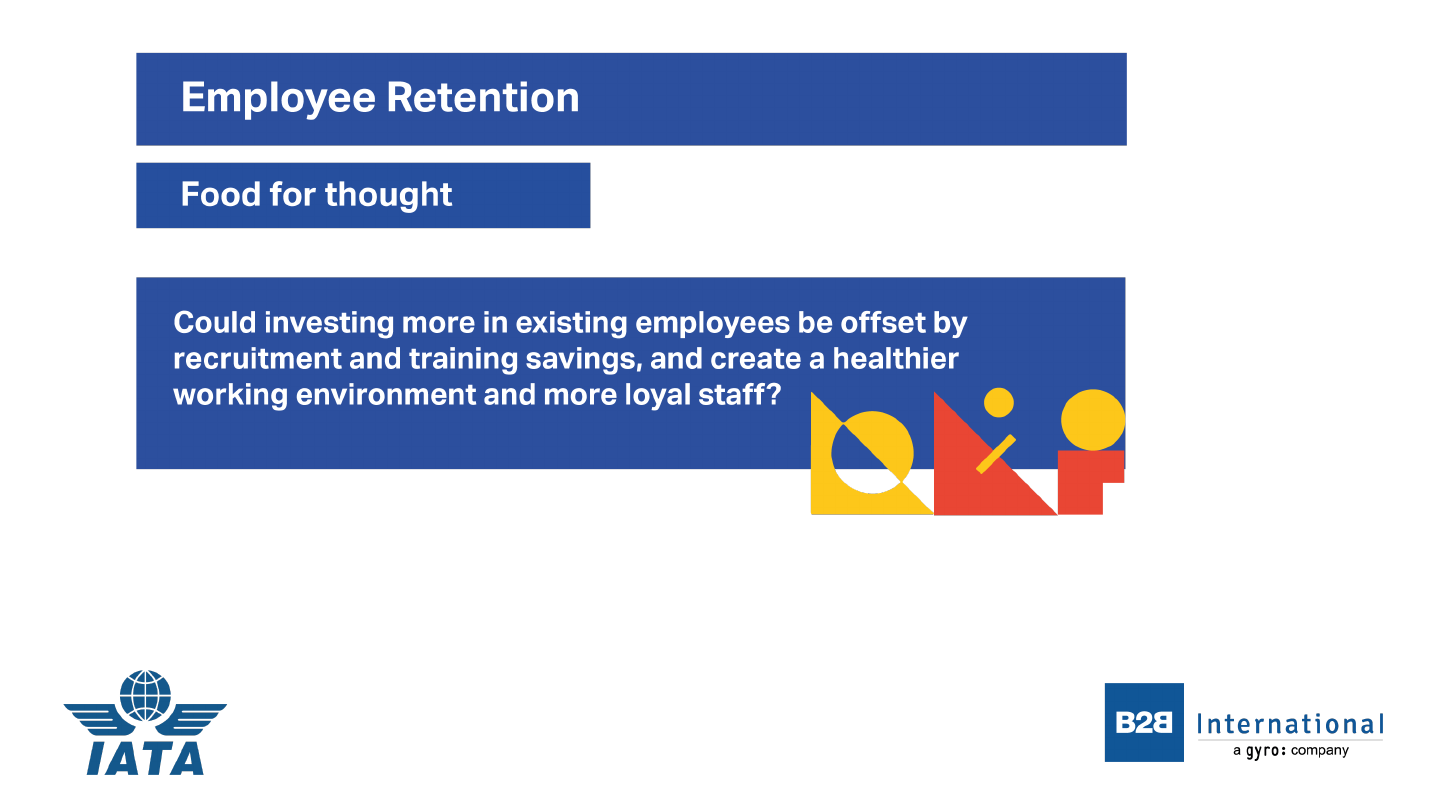 Employee Retention
Food for thought
Could investing more in existing employees be offset by
recruitment and training savings, and create a healthier
working environment and more loyal staff?
IATA
B2B
International
a gyro: company